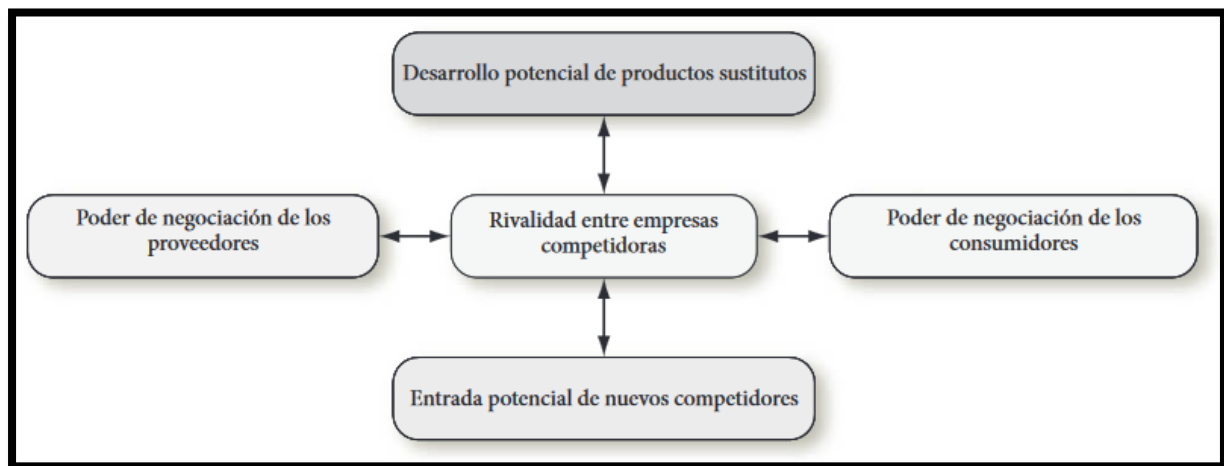 Desarrollo potencial de productos sustitutos
Poder de negociación de los
proveedores
Rivalidad entre empresas
competidoras
Poder de negociación de los
consumidores
Entrada potencial de nuevos competidores